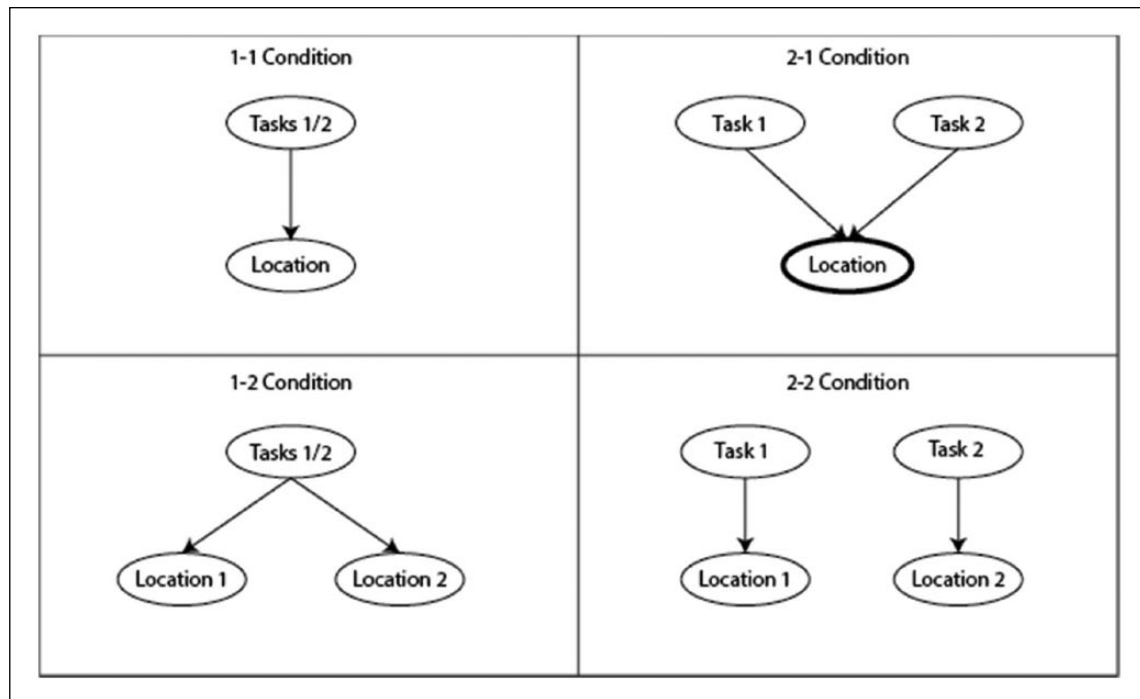 1-1 Condition
Tasks 1/2
Location
2-1 Condition
Task 1
Task 2
Location
1-2 Condition
Tasks 1/2
Location 1
Location 2
2-2 Condition
Task 1
Task 2
Location 1
Location 2